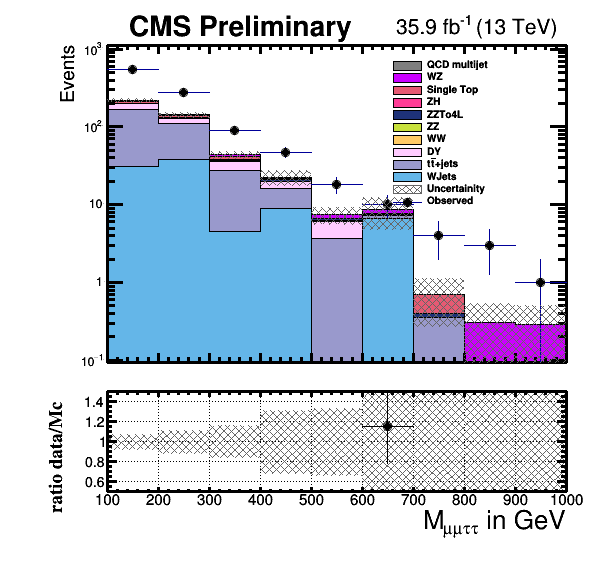 CMS Preliminary 35.9 fb⁻¹ (13 TeV)
Events
10³
10²
10
1
10⁻¹
QCD multijet
WZ
Single Top
ZH
ZZTo4L
ZZ
WW
DY
tt̄+jets
WJets
Uncertainity
Observed
ratio data/Mc
1.4
1.2
1
0.8
0.6
100 200 300 400 500 600 700 800 900 1000
M_μμττ in GeV